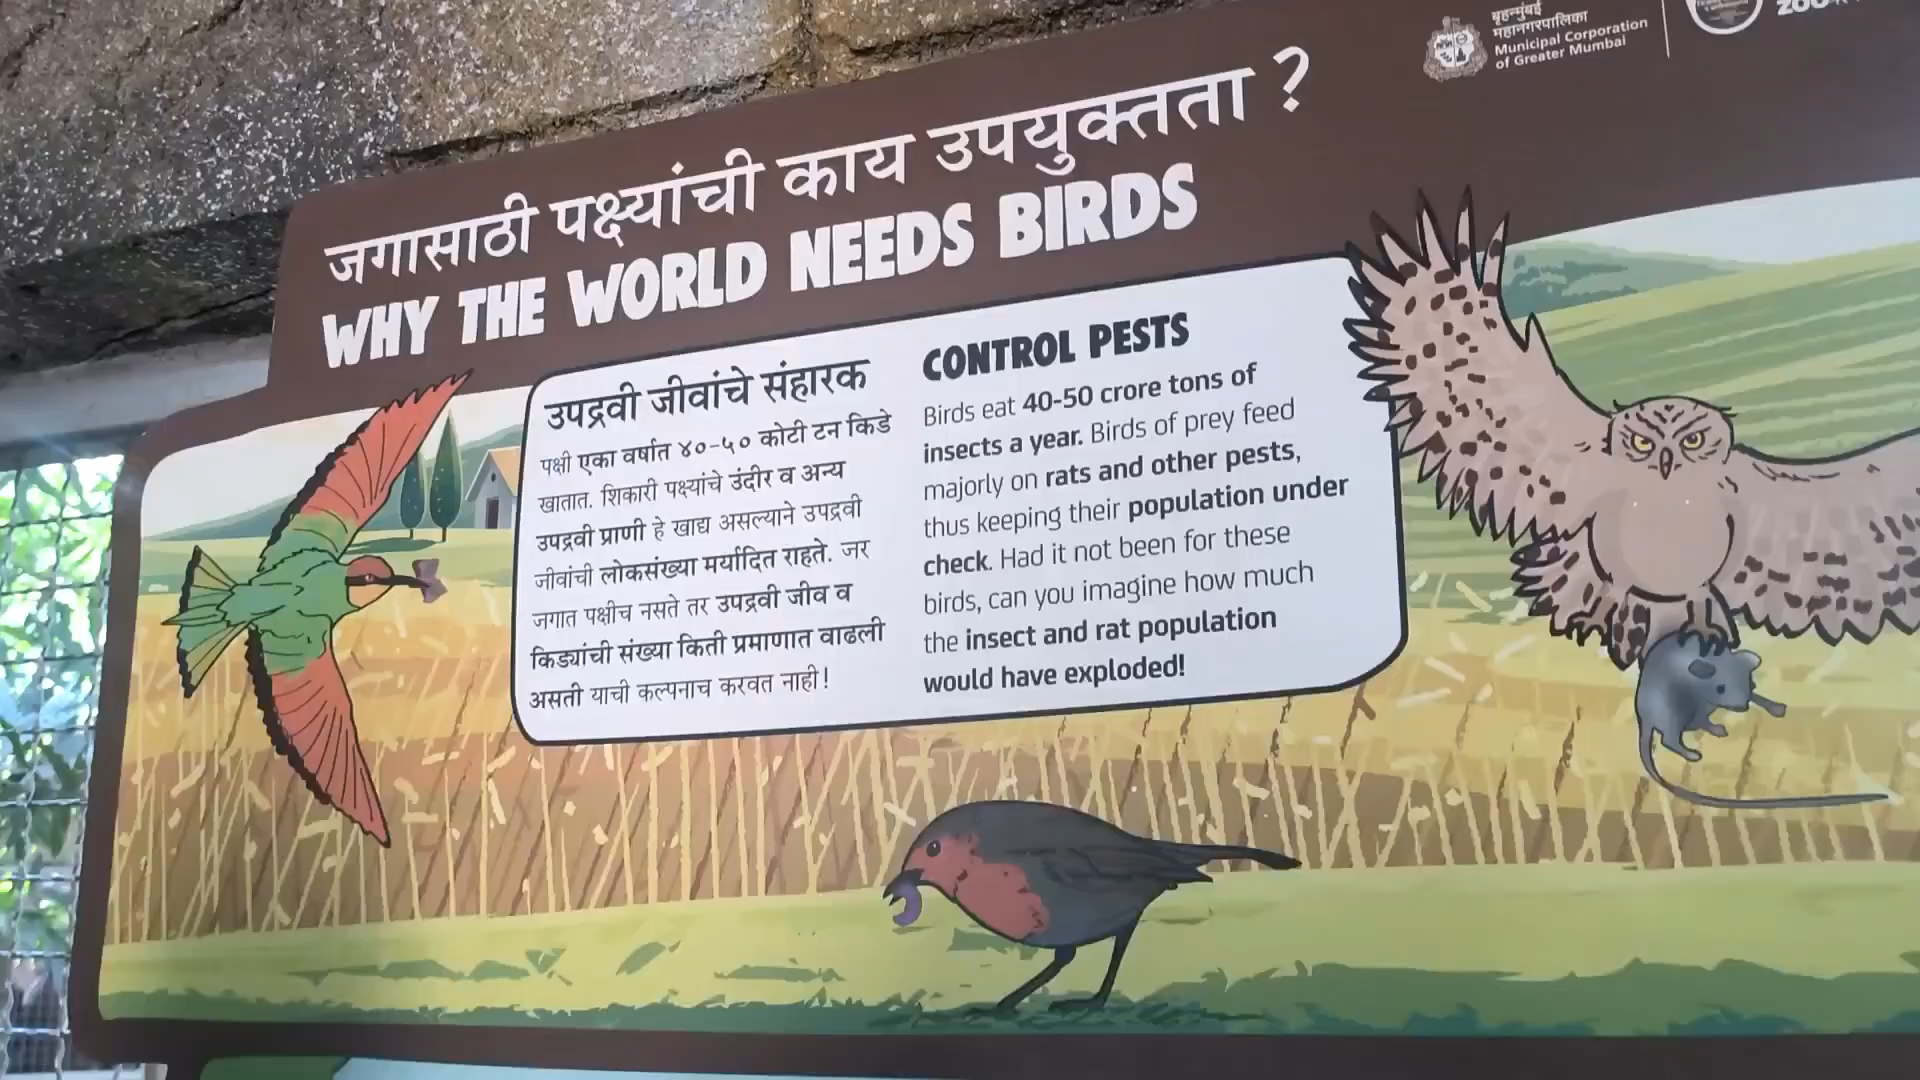 बृहन्मुंबई
महानगरपालिका
Municipal Corporation
of Greater Mumbai
जगासाठी पक्ष्यांची काय उपयुक्तता ?
WHY THE WORLD NEEDS BIRDS
उपद्रवी जीवांचे संहारक
पक्षी एका वर्षात ४०-५० कोटी टन किडे
खातात. शिकारी पक्ष्यांचे उंदीर व अन्य
उपद्रवी प्राणी हे खाद्य असल्याने उपद्रवी
जीवांची लोकसंख्या मर्यादित राहते. जर
जगात पक्षीच नसते तर उपद्रवी जीव व
किड्यांची संख्या किती प्रमाणात वाढली
असती याची कल्पनाच करवत नाही!
CONTROL PESTS
Birds eat 40-50 crore tons of
insects a year. Birds of prey feed
majorly on rats and other pests,
thus keeping their population under
check. Had it not been for these
birds, can you imagine how much
the insect and rat population
would have exploded!